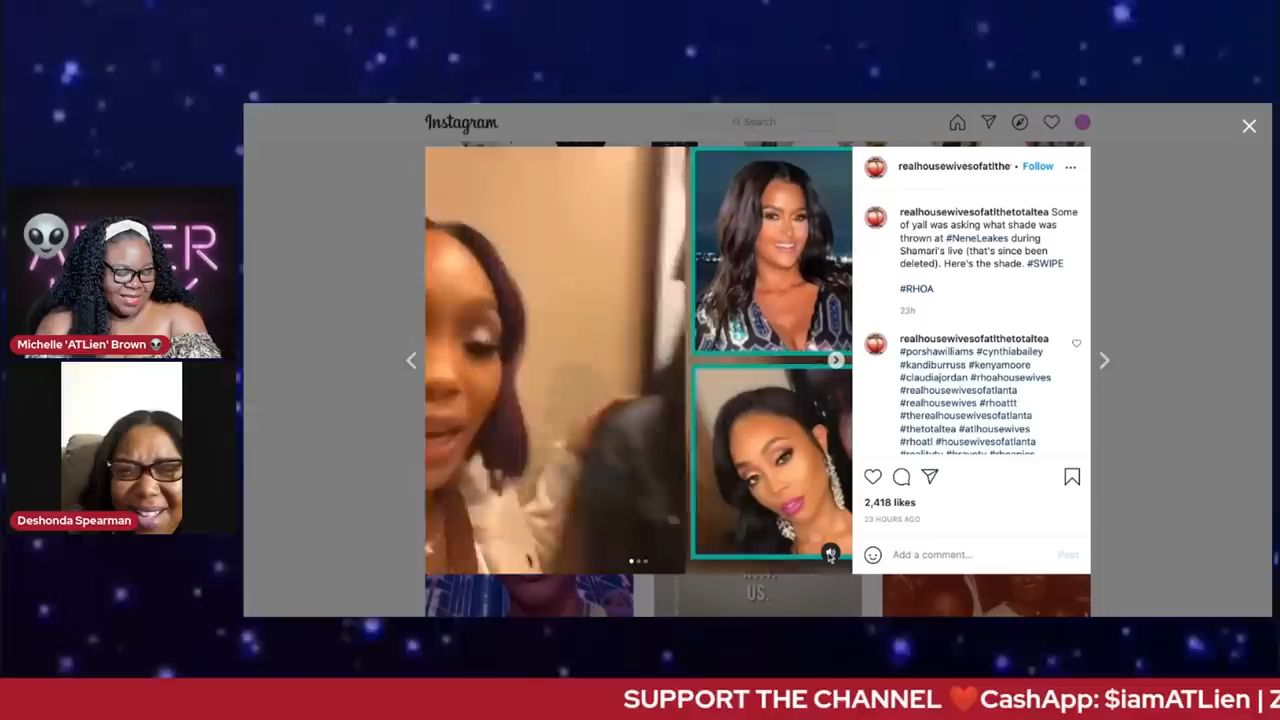 Instagram
Search
realhousewivesofatlthe • Follow
realhousewivesofatlthetotaltea Some
of yall was asking what shade was
thrown at #NeneLeakes during
Shamari's live (that's since been
deleted). Here's the shade. #SWIPE
#RHOA
23h
realhousewivesofatlthetotaltea
#porshawilliams #cynthiabailey
#kandiburruss #kenyamoore
#claudiajordan #rhoahousewives
#realhousewivesofatlanta
#realhousewives #rhoattt
#therealhousewivesofatlanta
#thetotaltea #atlhousewives
#rhoatl #housewivesofatlanta
2,418 likes
23 HOURS AGO
Add a comment...
Post
Michelle 'ATLien' Brown
Deshonda Spearman
US.
SUPPORT THE CHANNEL ❤️CashApp: $iamATLien | Z